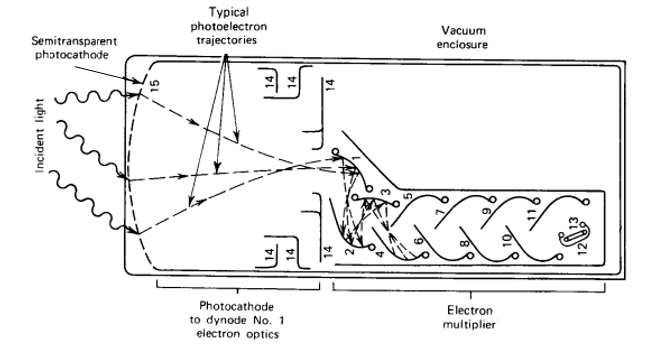 Typical
photoelectron
trajectories
Semitransparent
photocathode
Vacuum
enclosure
Incident light
15
14
14
14
1
2
3
4
5
6
7
8
9
10
11
12
13
14
14
14
Photocathode
to dynode No. 1
electron optics
Electron
multiplier